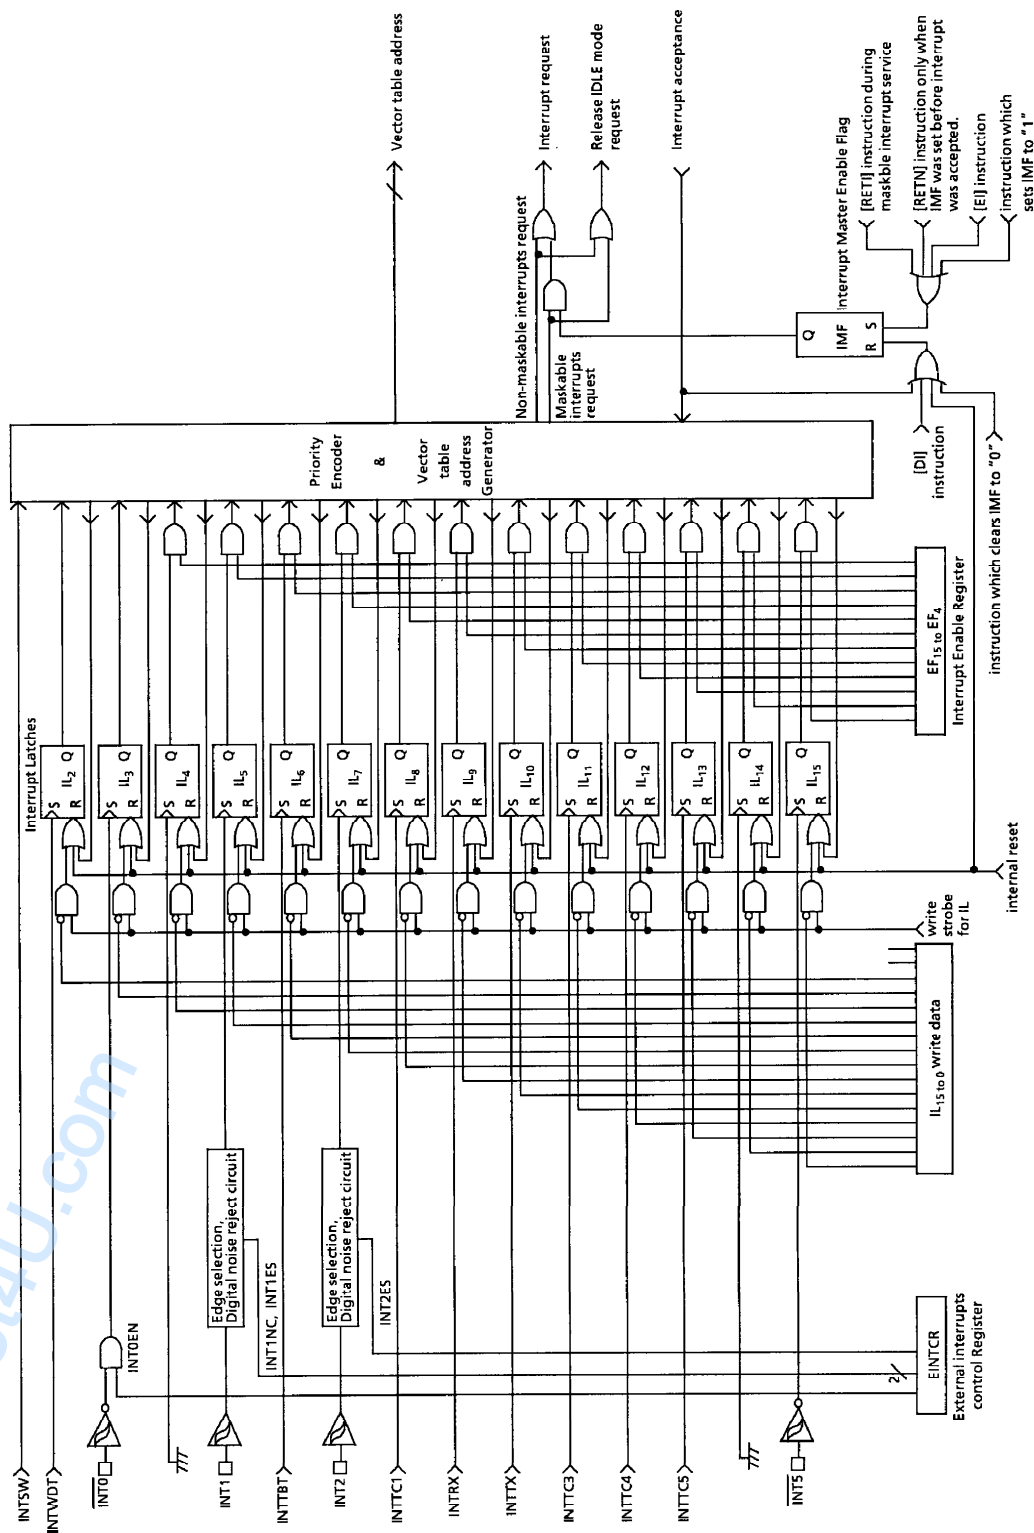 INTSW
INTWDT
INT0
INT1
INTTBT
INT2
INTTC1
INTRX
INTTX
INTTC3
INTTC4
INTTC5
INT5
INT0EN
Edge selection,
Digital noise reject circuit
INT1NC, INT1ES
Edge selection,
Digital noise reject circuit
INT2ES
2
EINTCR
External interrupts
control Register
IL15 to 0 write data
write
strobe
for IL
internal reset
Interrupt Latches
S IL2 Q R
S IL3 Q R
S IL4 Q R
S IL5 Q R
S IL6 Q R
S IL7 Q R
S IL8 Q R
S IL9 Q R
S IL10 Q R
S IL11 Q R
S IL12 Q R
S IL13 Q R
S IL14 Q R
S IL15 Q R
EF15 to EF4
Interrupt Enable Register
Priority
Encoder
&
Vector
table
address
Generator
Vector table address
Non-maskable interrupts request
Maskable
interrupts
request
Interrupt request
Release IDLE mode
request
Interrupt acceptance
Q
IMF
R S
Interrupt Master Enable Flag
[RETI] instruction during
maskble interrupt service
[RETN] instruction only when
IMF was set before interrupt
was accepted.
[EI] instruction
instruction which
sets IMF to "1"
[DI]
instruction
instruction which clears IMF to "0"
t4U.com